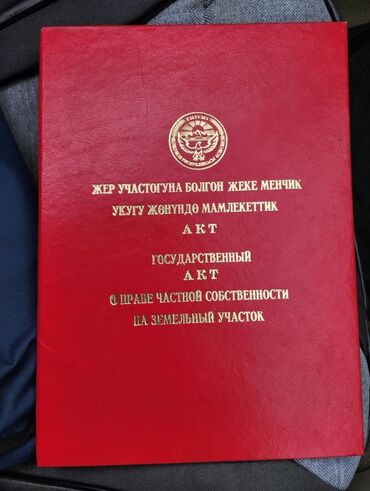 ЖЕР УЧАСТОГУНА БОЛГОН ЖЕКЕ МЕНЧИК
УКУГУ ЖӨНҮНДӨ МАМЛЕКЕТТИК
АКТ
ГОСУДАРСТВЕННЫЙ
АКТ
О ПРАВЕ ЧАСТНОЙ СОБСТВЕННОСТИ
НА ЗЕМЕЛЬНЫЙ УЧАСТОК